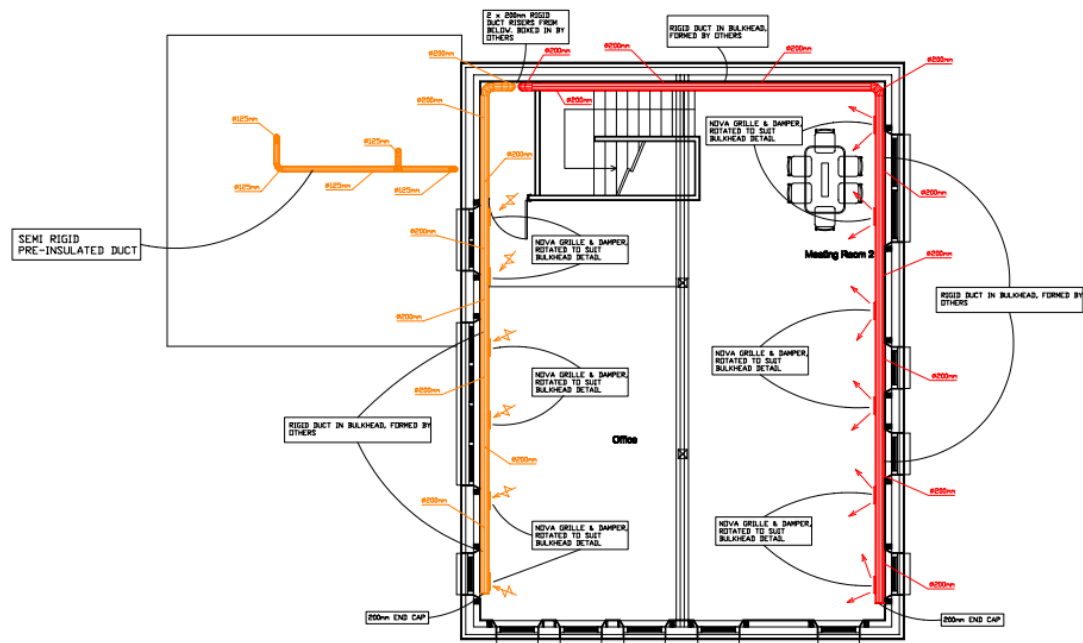 2 x 200mm RIGID
DUCT RISERS FROM
BELOW. BOXED IN BY
OTHERS
RIGID DUCT IN BULKHEAD,
FORMED BY OTHERS
ø200mm
ø200mm
ø200mm
ø200mm
ø200mm
ø200mm
ø200mm
ø125mm
ø125mm
ø125mm
ø125mm
ø125mm
SEMI RIGID
PRE-INSULATED DUCT
NOVA GRILLE & DAMPER,
ROTATED TO SUIT
BULKHEAD DETAIL
ø200mm
ø200mm
Meeting Room 2
NOVA GRILLE & DAMPER,
ROTATED TO SUIT
BULKHEAD DETAIL
ø200mm
ø200mm
RIGID DUCT IN BULKHEAD, FORMED BY
OTHERS
ø200mm
NOVA GRILLE & DAMPER,
ROTATED TO SUIT
BULKHEAD DETAIL
NOVA GRILLE & DAMPER,
ROTATED TO SUIT
BULKHEAD DETAIL
ø200mm
ø200mm
RIGID DUCT IN BULKHEAD, FORMED BY
OTHERS
Office
ø200mm
ø200mm
ø200mm
NOVA GRILLE & DAMPER,
ROTATED TO SUIT
BULKHEAD DETAIL
NOVA GRILLE & DAMPER,
ROTATED TO SUIT
BULKHEAD DETAIL
ø200mm
200mm END CAP
200mm END CAP